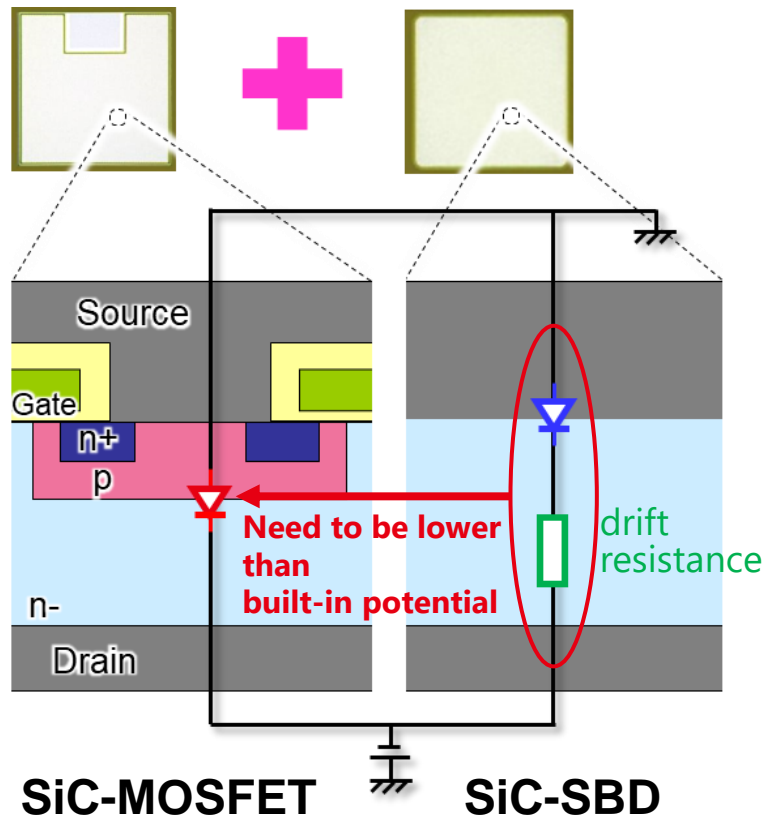 Source
Gate
n+
p
Need to be lower
than
built-in potential
drift
resistance
n-
Drain
SiC-MOSFET
SiC-SBD